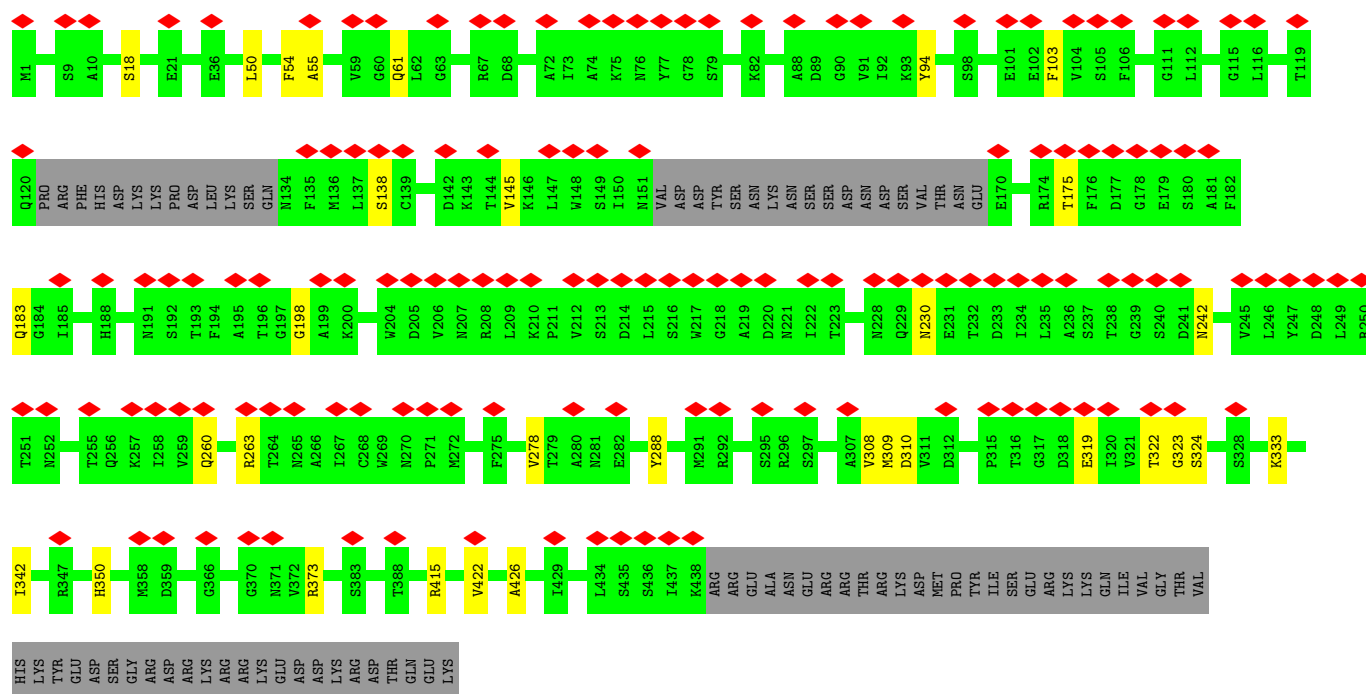 M1 S9 A10 S18 E21 E36 L50 F54 A55 V59 G60 Q61 L62 G63 R67 D68 A72 I73 A74 K75 N76 Y77 G78 S79 K82 A88 D89 G90 V91 I92 K93 Y94 S98 E101 E102 F103 V104 S105 F106 G111 L112 G115 L116 T119
Q120 PRO ARG PHE HIS ASP LYS LYS PRO ASP LEU LYS SER GLN N134 F135 M136 L137 S138 C139 D142 K143 T144 V145 K146 L147 W148 S149 I150 N151 VAL ASP ASP TYR SER ASN LYS ASN SER SER ASP ASN ASP SER VAL THR ASN GLU E170 R174 T175 F176 D177 G178 E179 S180 A181 F182
Q183 G184 I185 H188 N191 S192 T193 F194 A195 T196 G197 G198 A199 K200 W204 D205 V206 N207 R208 L209 K210 P211 V212 S213 D214 L215 S216 W217 G218 A219 D220 N221 I222 T223 N228 Q229 N230 E231 T232 D233 I234 L235 A236 S237 T238 G239 S240 D241 N242 V245 L246 Y247 D248 L249 R250
T251 N252 T255 Q256 K257 I258 V259 Q260 R263 T264 N265 A266 I267 C268 W269 N270 P271 M272 F275 V278 T279 A280 N281 E282 Y288 M291 R292 S295 R296 S297 A307 V308 M309 D310 V311 D312 P315 T316 G317 D318 E319 I320 V321 T322 G323 S324 S328 K333
I342 R347 H350 M358 D359 G366 G370 N371 V372 R373 S383 T388 R415 V422 A426 I429 L434 S435 S436 I437 K438 ARG ARG GLU ALA ASN GLU ARG ARG THR ARG LYS ASP MET PRO TYR ILE SER GLU ARG LYS LYS GLN ILE VAL GLY THR VAL
HIS LYS TYR GLU ASP SER GLY ARG ASP ARG LYS ARG ARG LYS GLU ASP ASP LYS ARG ASP THR GLN GLU LYS